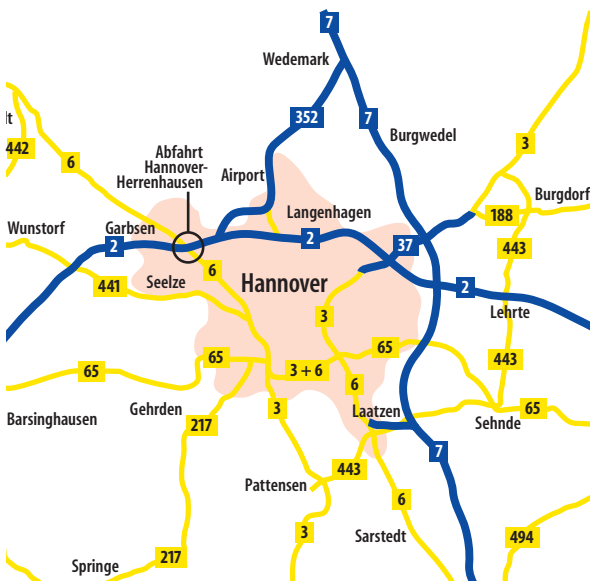 7
Wedemark
352
7
Burgwedel
3
lt
442
6
Abfahrt
Hannover-
Herrenhausen
Airport
Burgdorf
188
Langenhagen
Wunstorf
Garbsen
2
2
37
443
6
441
Seelze
Hannover
2
Lehrte
3
65
65
3 + 6
65
443
6
Barsinghausen
Gehrden
217
3
Laatzen
Sehnde
65
7
443
Pattensen
6
3
Sarstedt
494
217
Springe